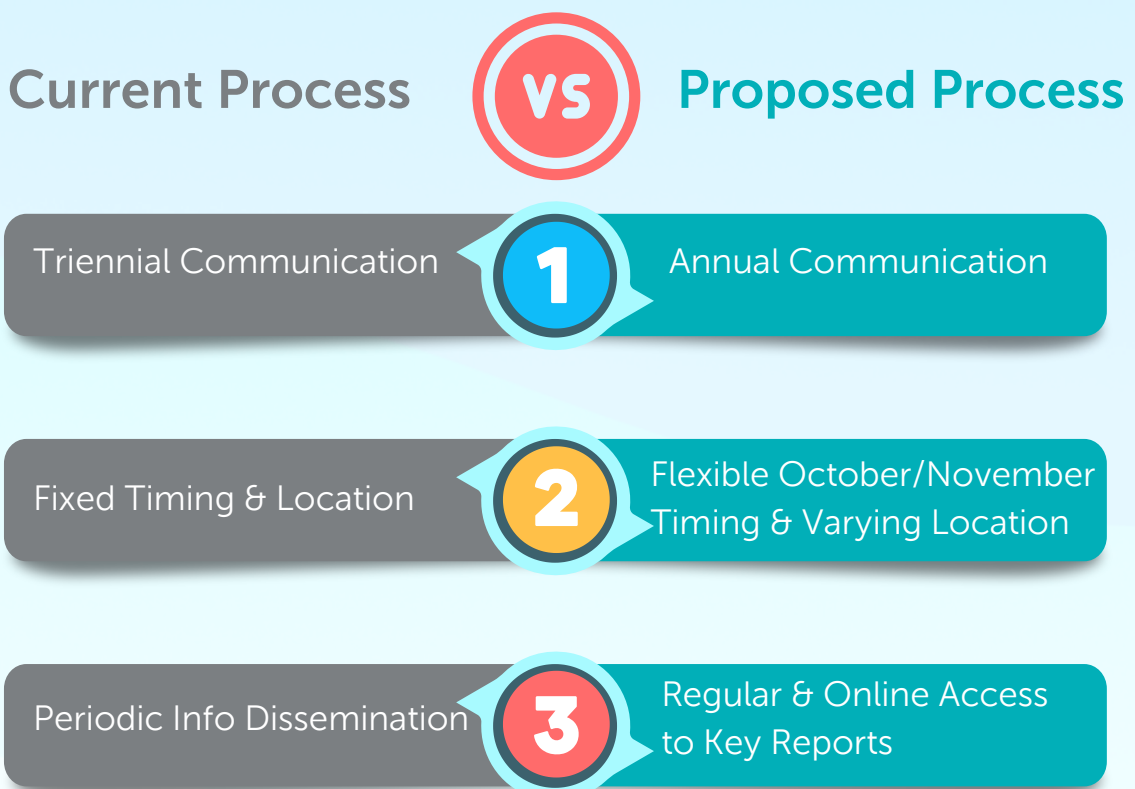 Current Process
VS
Proposed Process
Triennial Communication
1
Annual Communication
Fixed Timing & Location
2
Flexible October/November
Timing & Varying Location
Periodic Info Dissemination
3
Regular & Online Access
to Key Reports